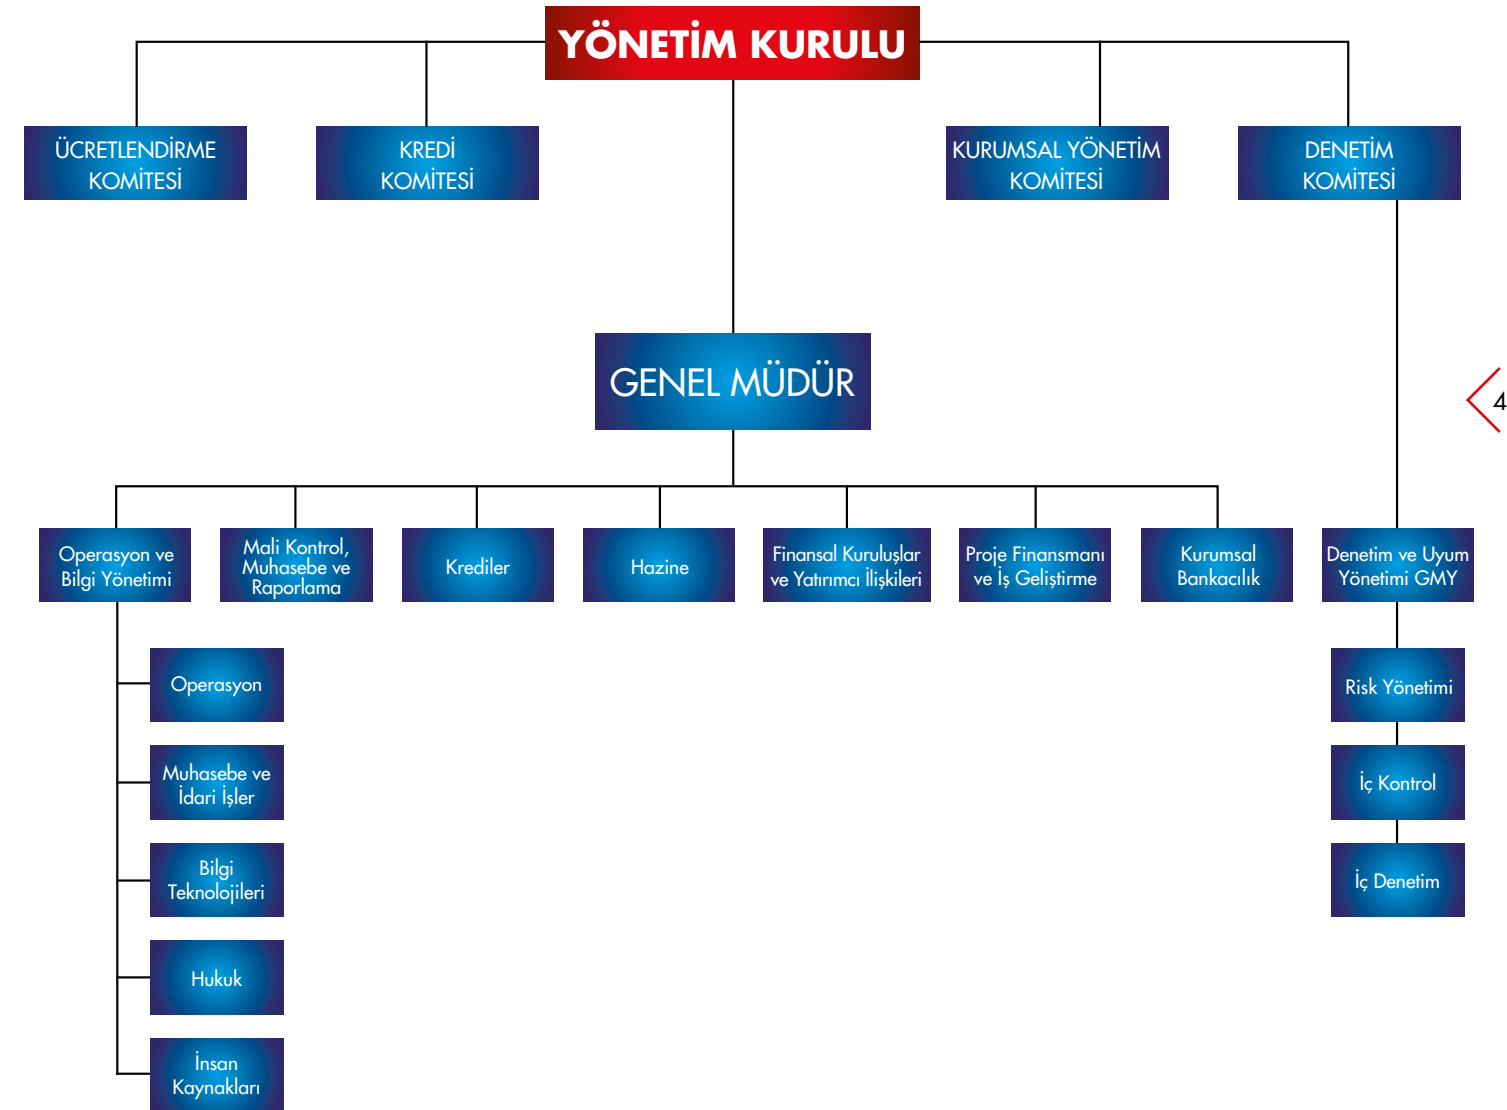 YÖNETİM KURULU
ÜCRETLENDİRME
KOMİTESİ
KREDİ
KOMİTESİ
KURUMSAL YÖNETİM
KOMİTESİ
DENETİM
KOMİTESİ
GENEL MÜDÜR
4
Operasyon ve
Bilgi Yönetimi
Mali Kontrol,
Muhasebe ve
Raporlama
Krediler
Hazine
Finansal Kuruluşlar
ve Yatırımcı İlişkileri
Proje Finansmanı
ve İş Geliştirme
Kurumsal
Bankacılık
Denetim ve Uyum
Yönetimi GMY
Operasyon
Muhasebe ve
İdari İşler
Bilgi
Teknolojileri
Hukuk
İnsan
Kaynakları
Risk Yönetimi
İç Kontrol
İç Denetim